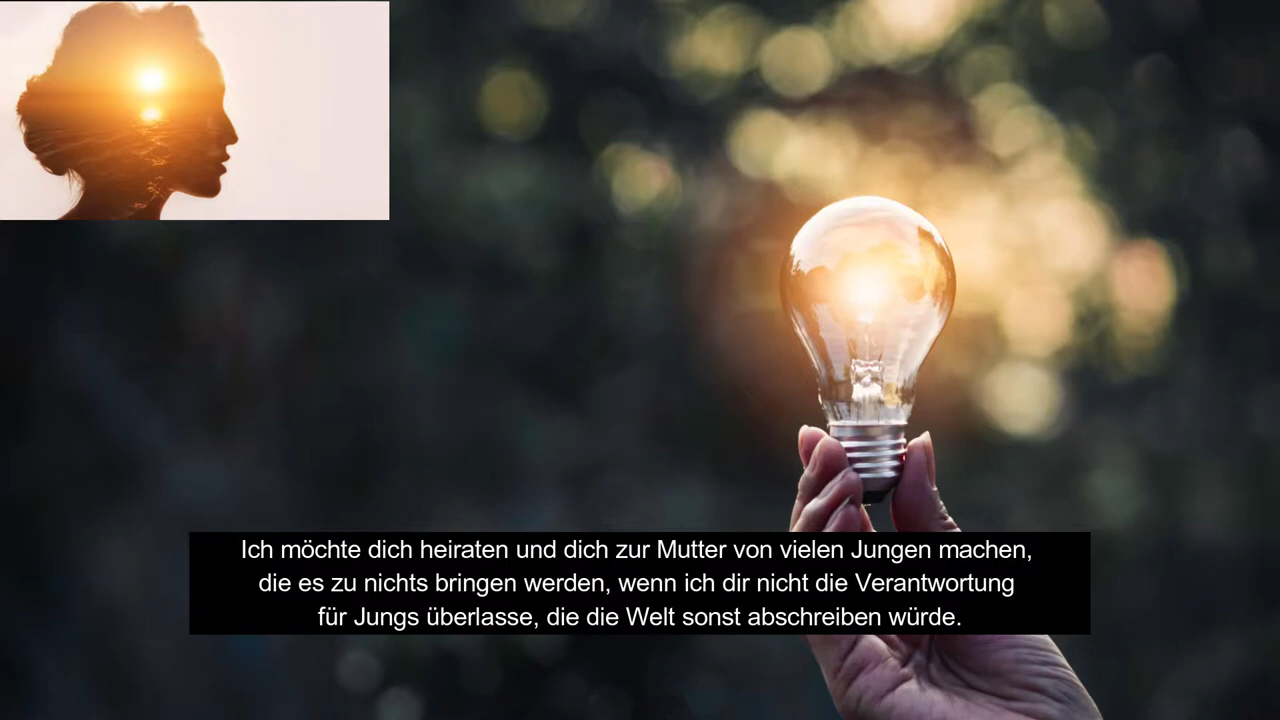 Ich möchte dich heiraten und dich zur Mutter von vielen Jungen machen,
die es zu nichts bringen werden, wenn ich dir nicht die Verantwortung
für Jungs überlasse, die die Welt sonst abschreiben würde.